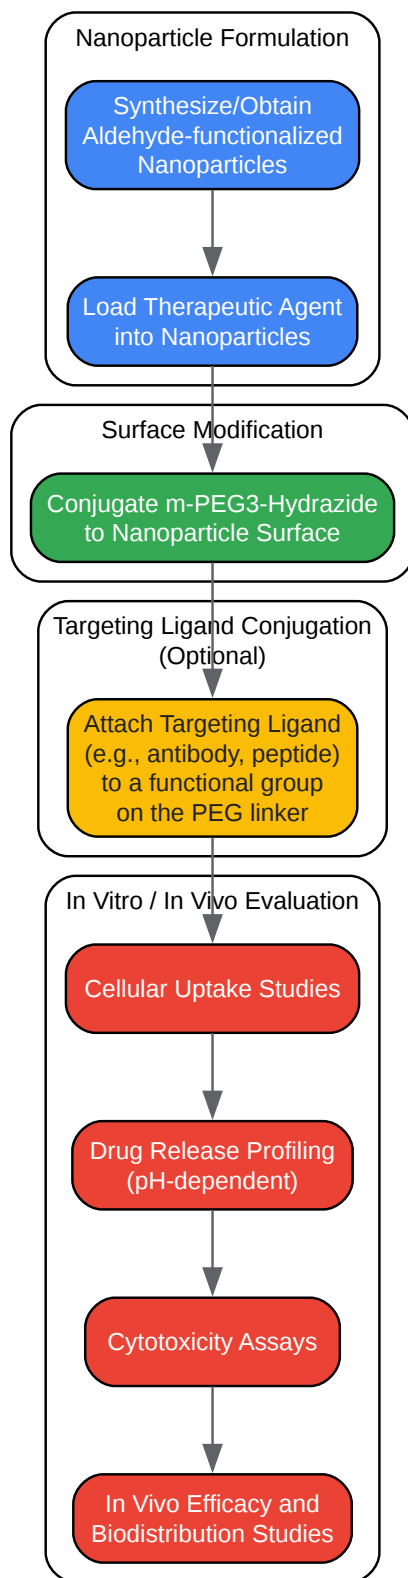 Nanoparticle Formulation
Synthesize/Obtain
Aldehyde-functionalized
Nanoparticles
Load Therapeutic Agent
into Nanoparticles
Surface Modification
Conjugate m-PEG3-Hydrazide
to Nanoparticle Surface
Targeting Ligand Conjugation
(Optional)
Attach Targeting Ligand
(e.g., antibody, peptide)
to a functional group
on the PEG linker
In Vitro / In Vivo Evaluation
Cellular Uptake Studies
Drug Release Profiling
(pH-dependent)
Cytotoxicity Assays
In Vivo Efficacy and
Biodistribution Studies